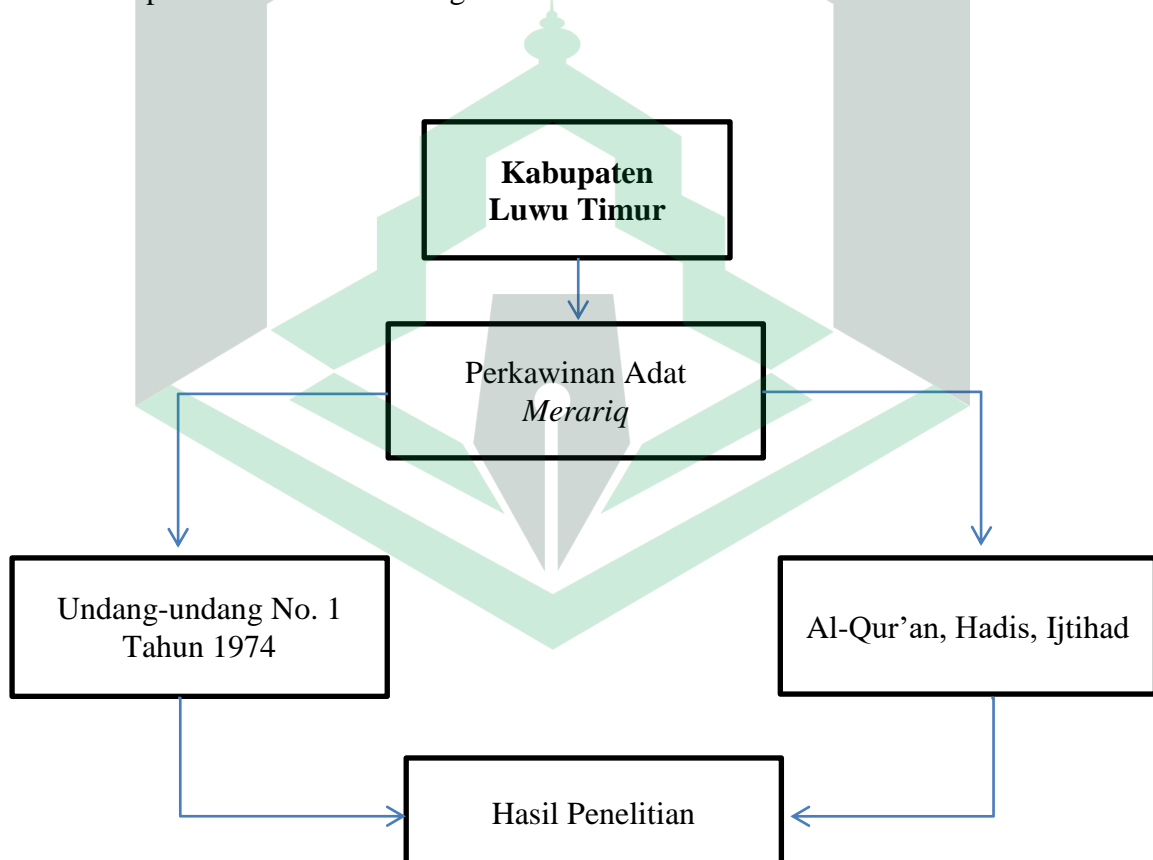 Kabupaten
Luwu Timur
Perkawinan Adat
Merariq
Undang-undang No. 1
Tahun 1974
Al-Qur’an, Hadis, Ijtihad
Hasil Penelitian